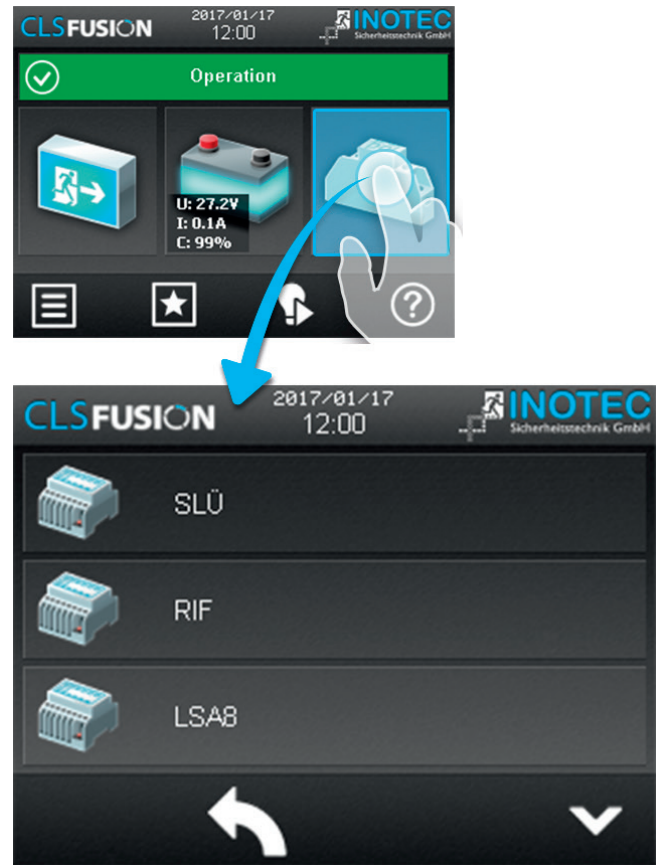 CLSFUSION
2017/01/17
12:00
INOTEC
Sicherheitstechnik GmbH
Operation
U: 27.2V
I: 0.1A
C: 99%
?
CLSFUSION
2017/01/17
12:00
INOTEC
Sicherheitstechnik GmbH
SLÜ
RIF
LSA8